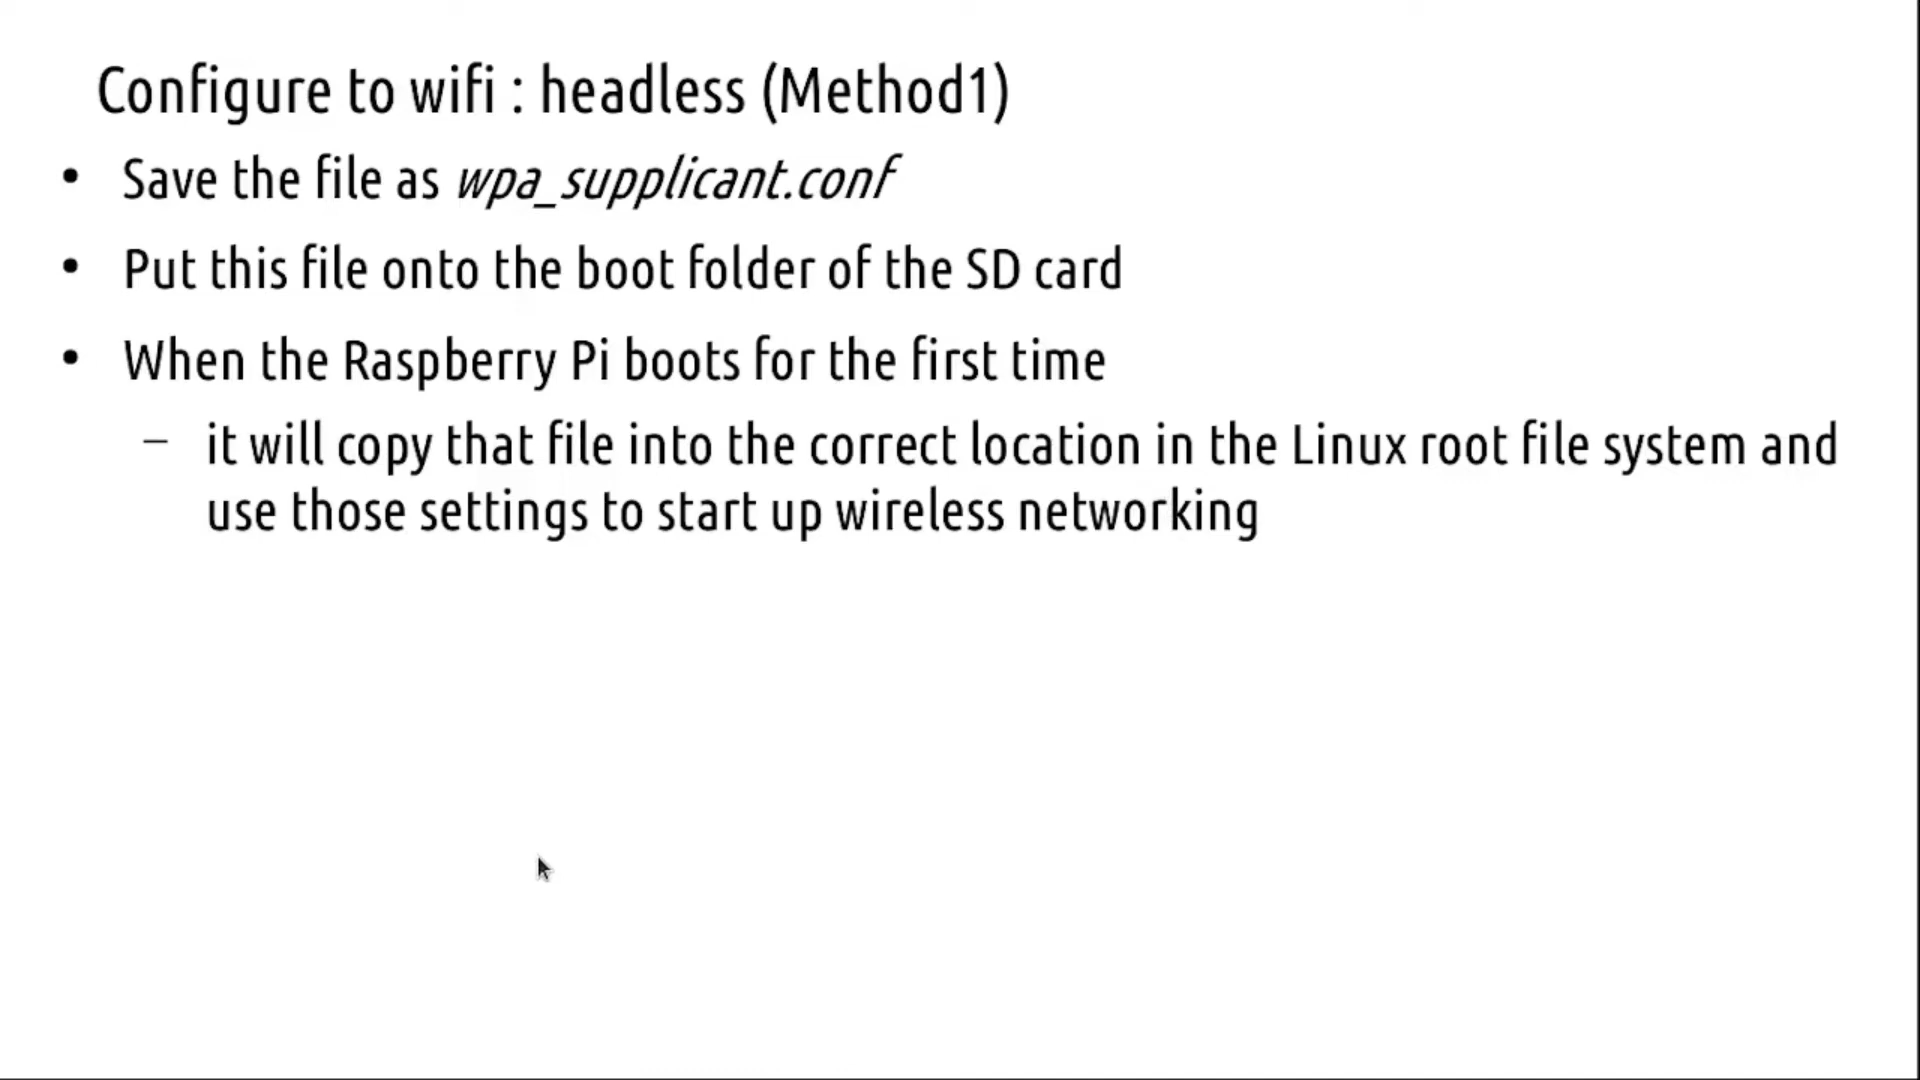 Configure to wifi : headless (Method1)
• Save the file as wpa_supplicant.conf
• Put this file onto the boot folder of the SD card
• When the Raspberry Pi boots for the first time
– it will copy that file into the correct location in the Linux root file system and
use those settings to start up wireless networking